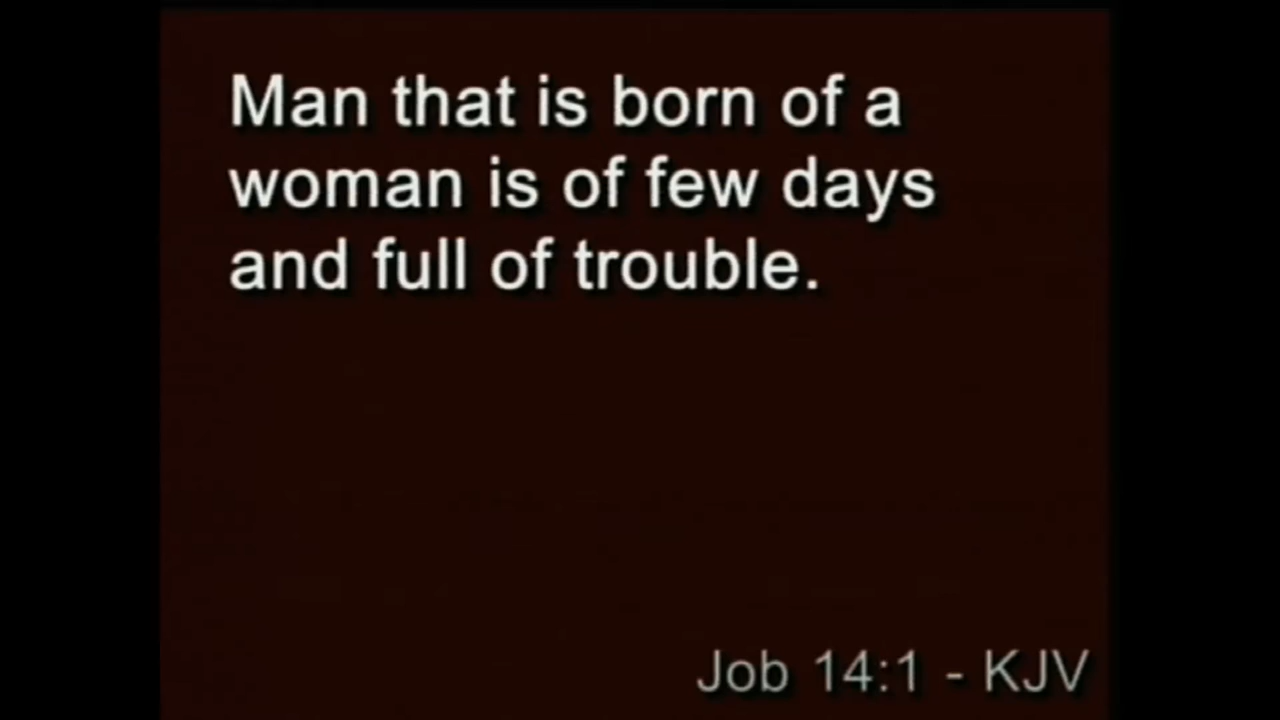 Man that is born of a
woman is of few days
and full of trouble.
Job 14:1 - KJV